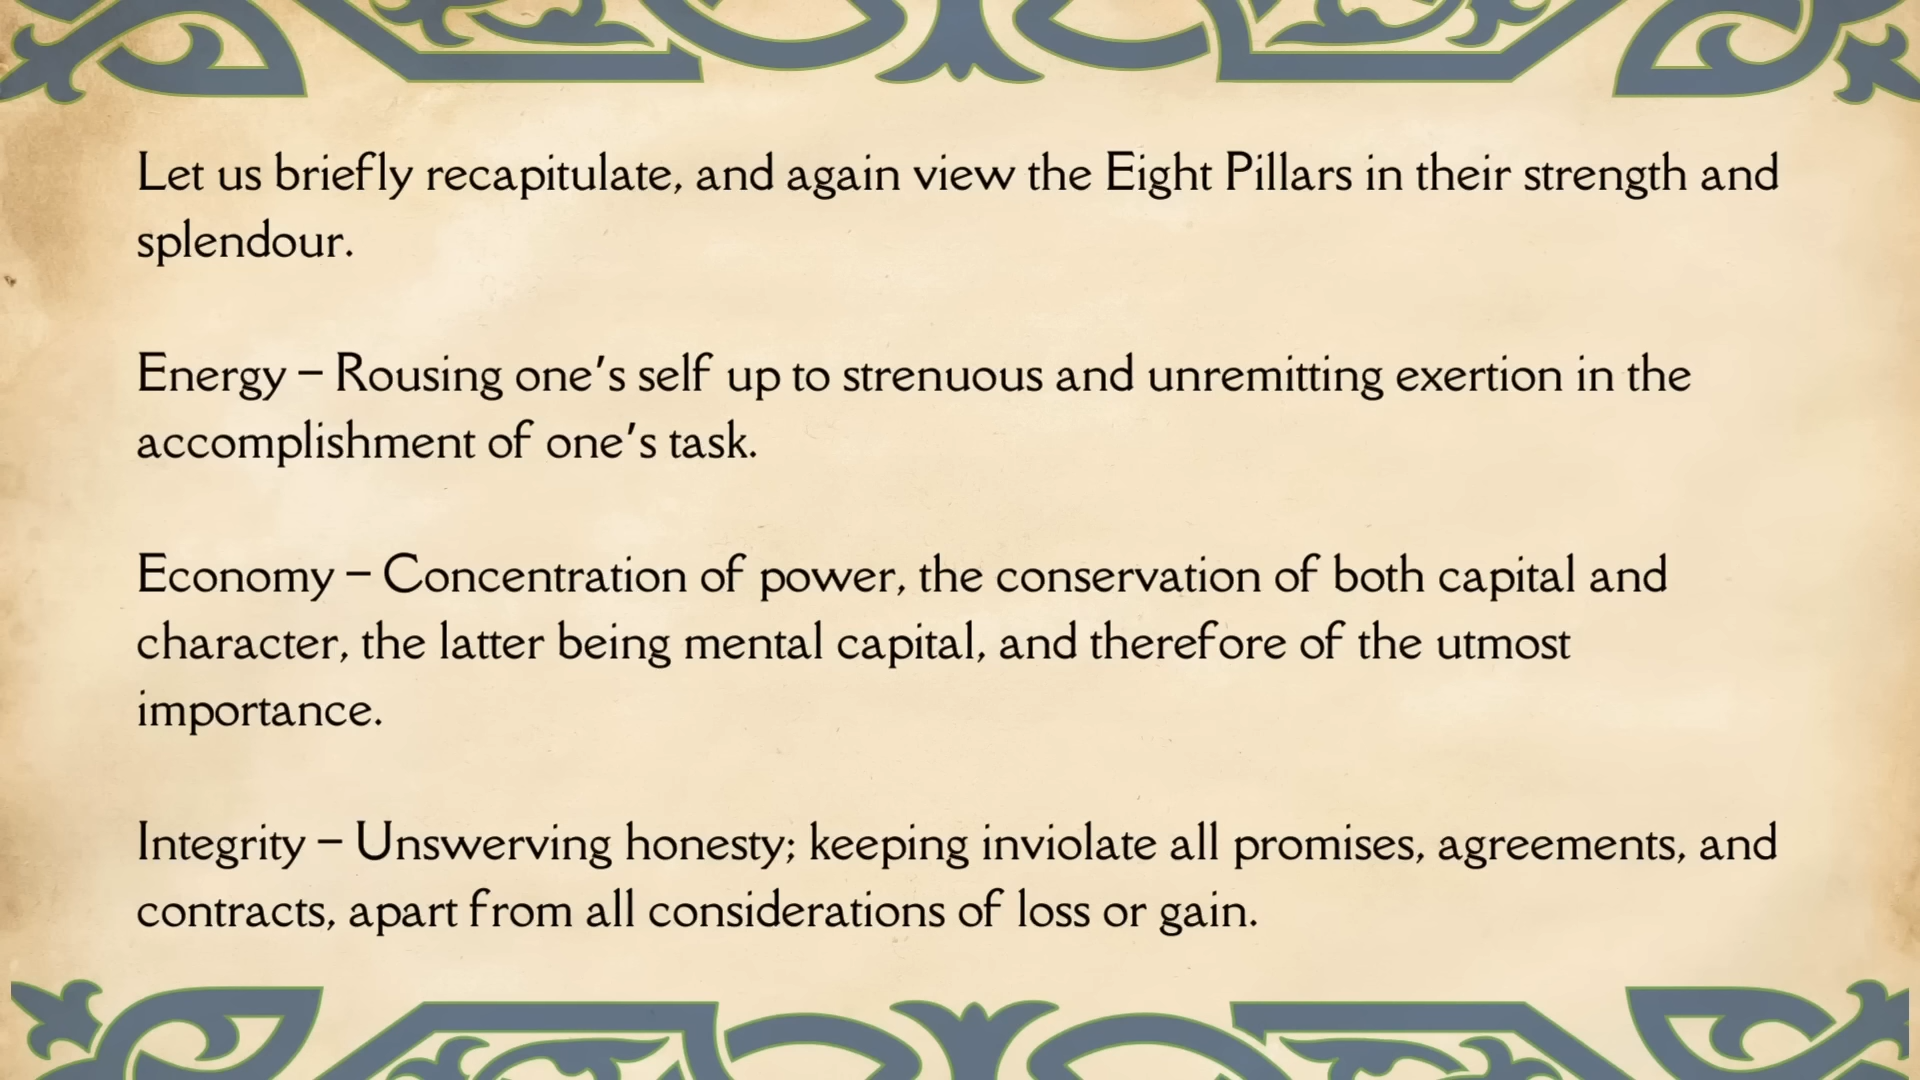 Let us briefly recapitulate, and again view the Eight Pillars in their strength and
splendour.
Energy – Rousing one's self up to strenuous and unremitting exertion in the
accomplishment of one's task.
Economy – Concentration of power, the conservation of both capital and
character, the latter being mental capital, and therefore of the utmost
importance.
Integrity – Unswerving honesty; keeping inviolate all promises, agreements, and
contracts, apart from all considerations of loss or gain.